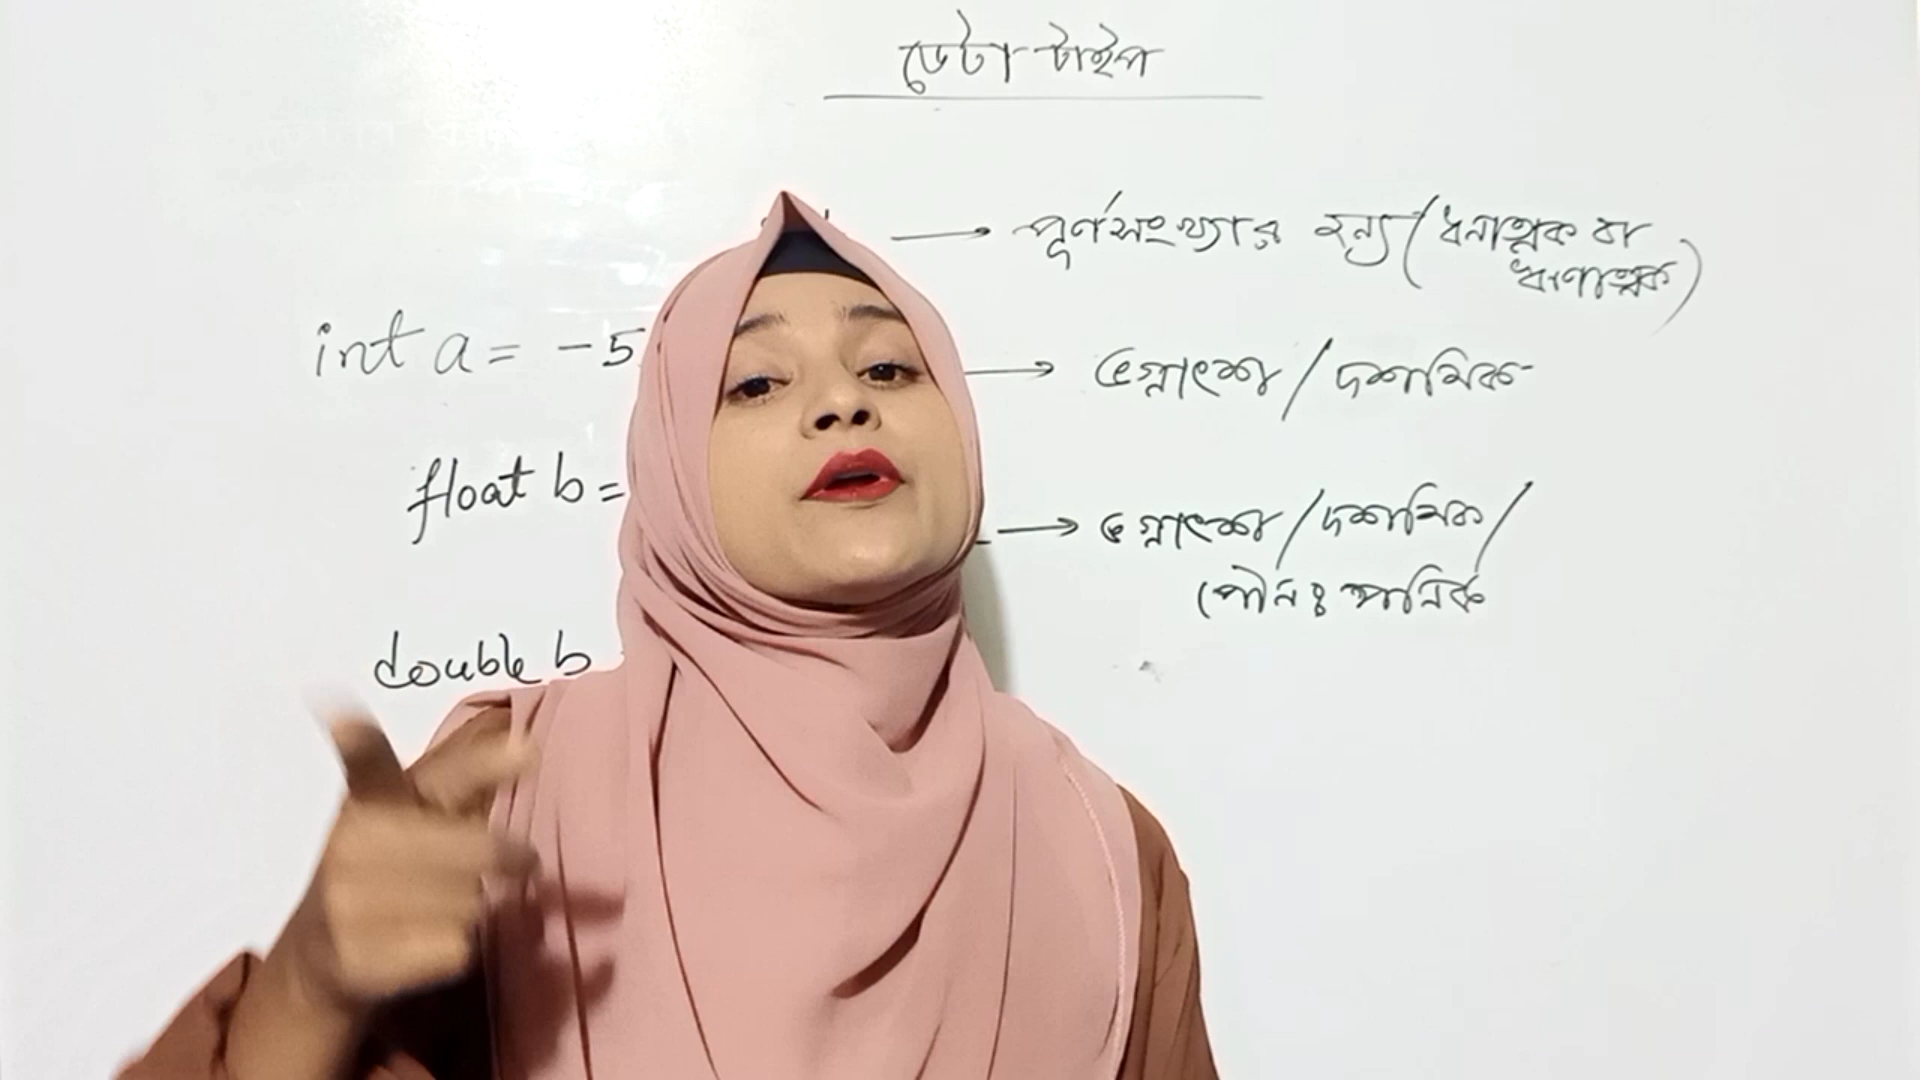 ডেটা টাইপ
→ পূর্ণসংখ্যার জন্য (ধনাত্মক বা
ঋণাত্মক)
int a = -5
→ ভগ্নাংশ / দশমিক
float b =
→ ভগ্নাংশ / দশমিক /
পৌনঃপুনিক
double b